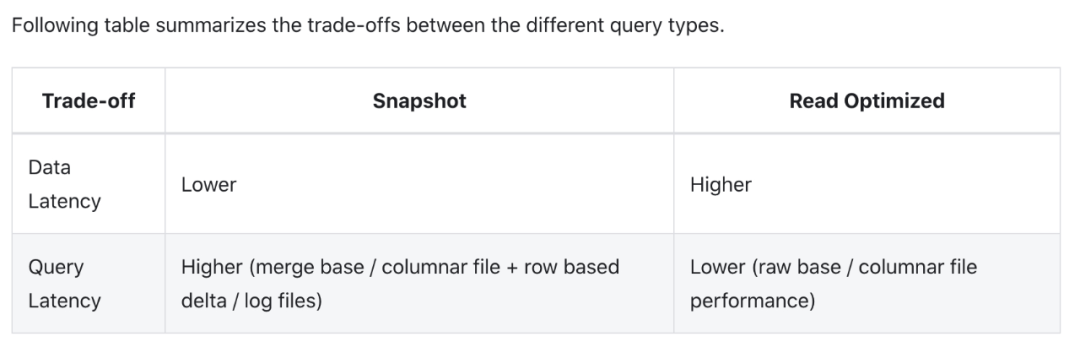 Following table summarizes the trade-offs between the different query types.
Trade-off
Snapshot
Read Optimized
Data
Latency
Lower
Higher
Query
Latency
Higher (merge base / columnar file + row based
delta / log files)
Lower (raw base / columnar file
performance)